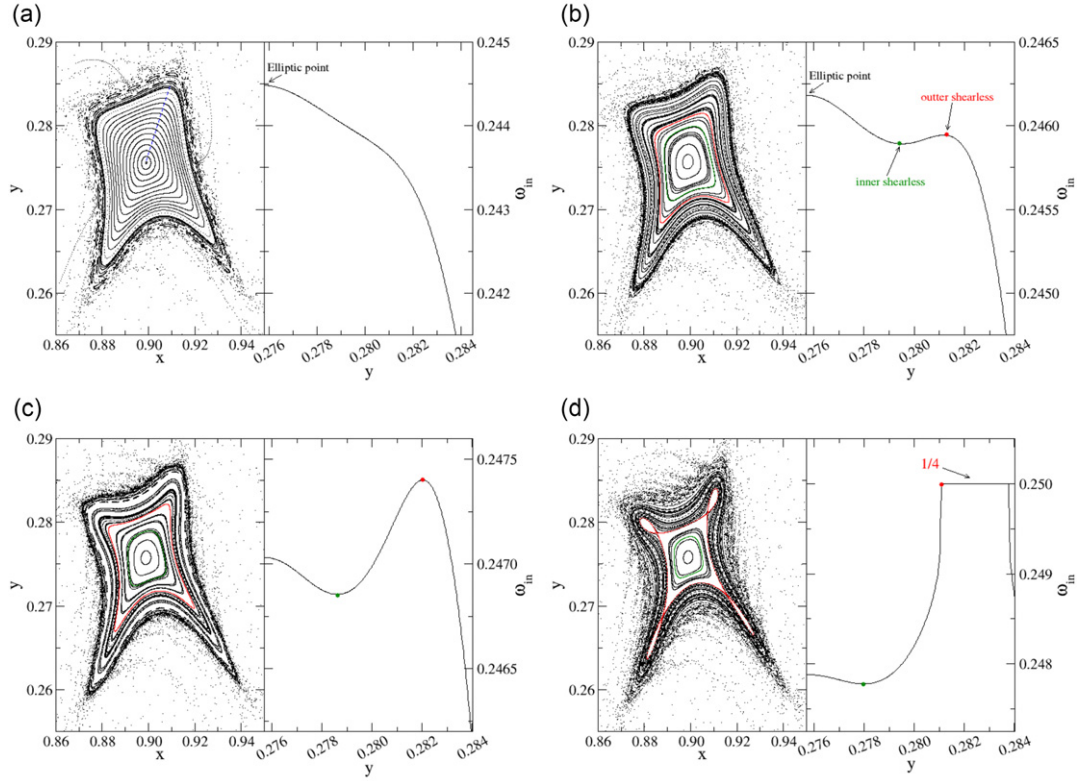 (a)
0.29
0.28
0.27
0.26
y
0.86 0.88 0.90 0.92 0.94
x
Elliptic point
0.245
0.244
0.243
0.242
ω_in
0.276 0.278 0.280 0.282 0.284
y
(b)
0.29
0.28
0.27
0.26
y
0.86 0.88 0.90 0.92 0.94
x
Elliptic point
outter shearless
inner shearless
0.2465
0.2460
0.2455
0.2450
ω_in
0.276 0.278 0.280 0.282 0.284
y
(c)
0.29
0.28
0.27
0.26
y
0.86 0.88 0.90 0.92 0.94
x
0.2475
0.2470
0.2465
ω_in
0.276 0.278 0.280 0.282 0.284
y
(d)
0.29
0.28
0.27
0.26
y
0.86 0.88 0.90 0.92 0.94
x
1/4
0.250
0.249
0.248
ω_in
0.276 0.278 0.280 0.282 0.284
y